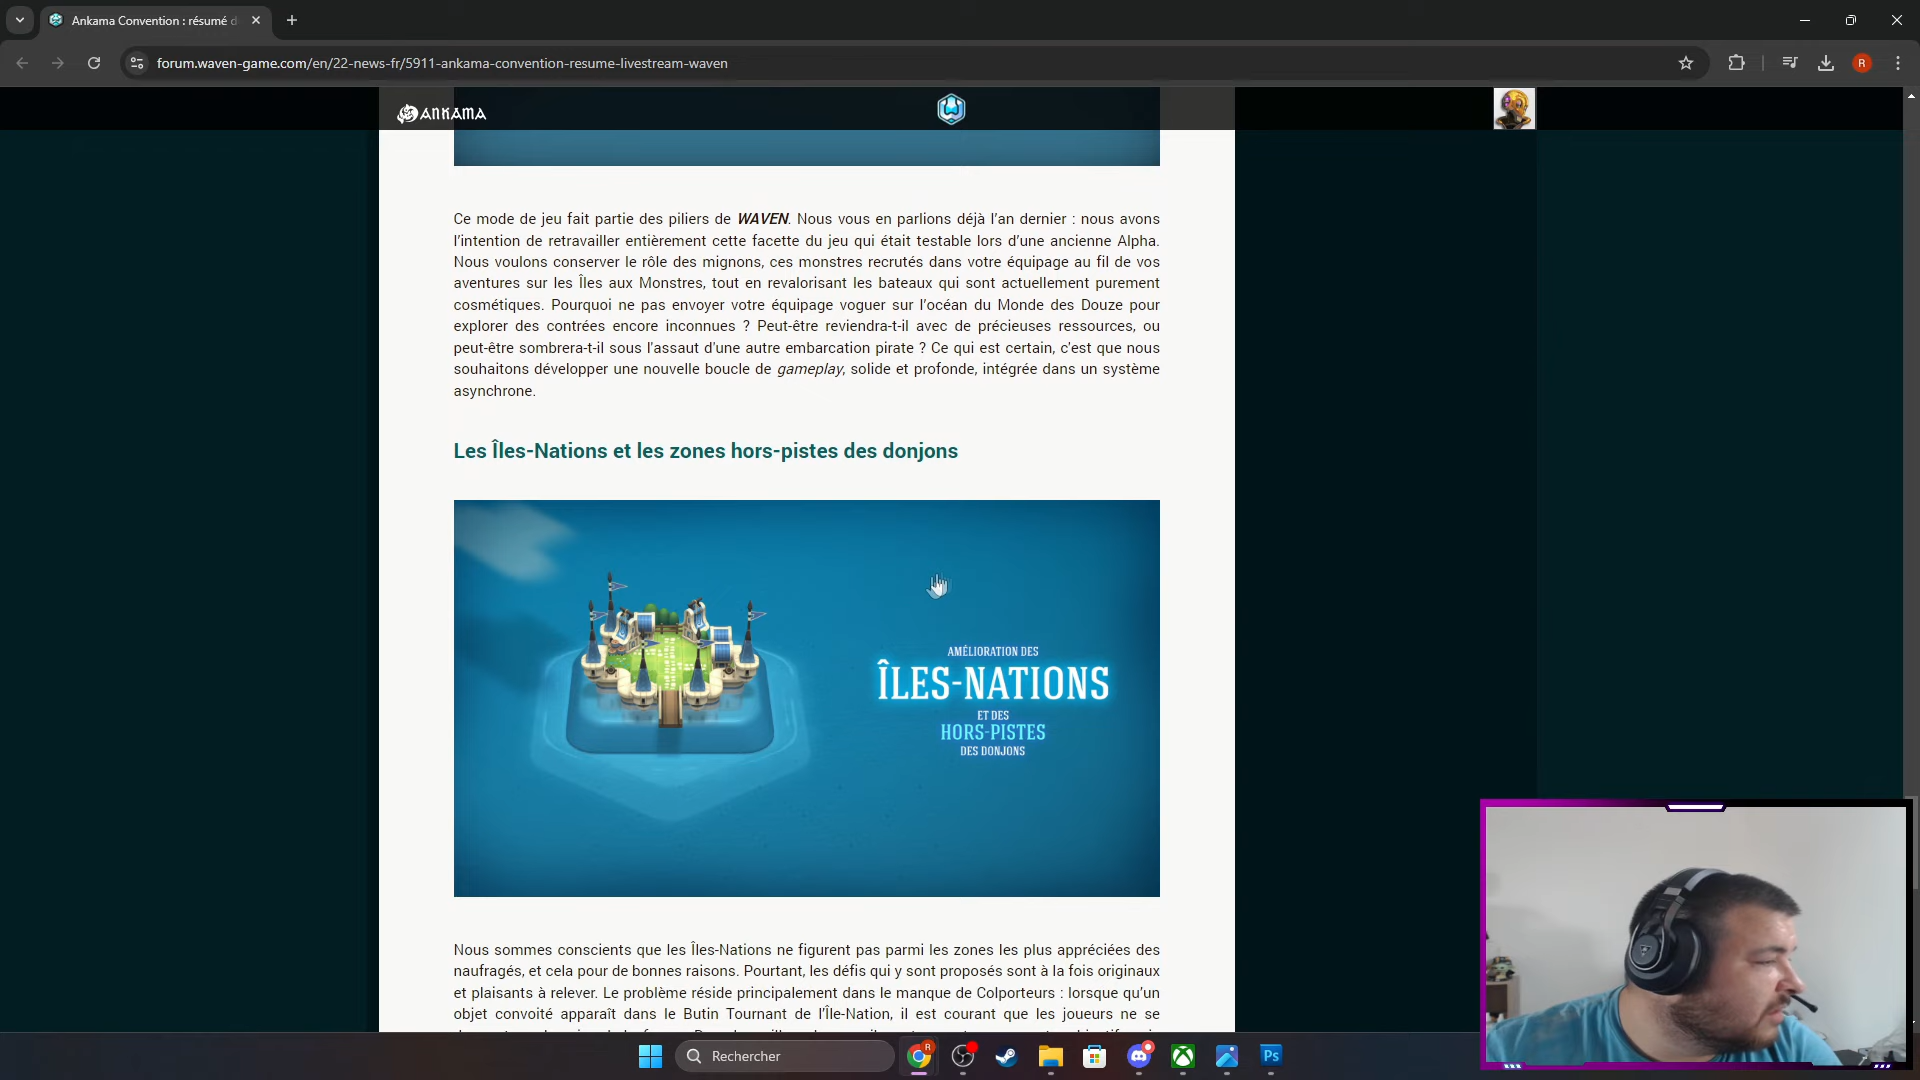 Ankama Convention : résumé d
forum.waven-game.com/en/22-news-fr/5911-ankama-convention-resume-livestream-waven
R
ANKAMA
Ce mode de jeu fait partie des piliers de WAVEN. Nous vous en parlions déjà l’an dernier : nous avons
l’intention de retravailler entièrement cette facette du jeu qui était testable lors d’une ancienne Alpha.
Nous voulons conserver le rôle des mignons, ces monstres recrutés dans votre équipage au fil de vos
aventures sur les Îles aux Monstres, tout en revalorisant les bateaux qui sont actuellement purement
cosmétiques. Pourquoi ne pas envoyer votre équipage voguer sur l’océan du Monde des Douze pour
explorer des contrées encore inconnues ? Peut-être reviendra-t-il avec de précieuses ressources, ou
peut-être sombrera-t-il sous l'assaut d'une autre embarcation pirate ? Ce qui est certain, c'est que nous
souhaitons développer une nouvelle boucle de gameplay, solide et profonde, intégrée dans un système
asynchrone.
Les Îles-Nations et les zones hors-pistes des donjons
AMÉLIORATION DES
ÎLES-NATIONS
ET DES
HORS-PISTES
DES DONJONS
Nous sommes conscients que les Îles-Nations ne figurent pas parmi les zones les plus appréciées des
naufragés, et cela pour de bonnes raisons. Pourtant, les défis qui y sont proposés sont à la fois originaux
et plaisants à relever. Le problème réside principalement dans le manque de Colporteurs : lorsqu’un
objet convoité apparaît dans le Butin Tournant de l’Île-Nation, il est courant que les joueurs ne se
Rechercher
R
Ps